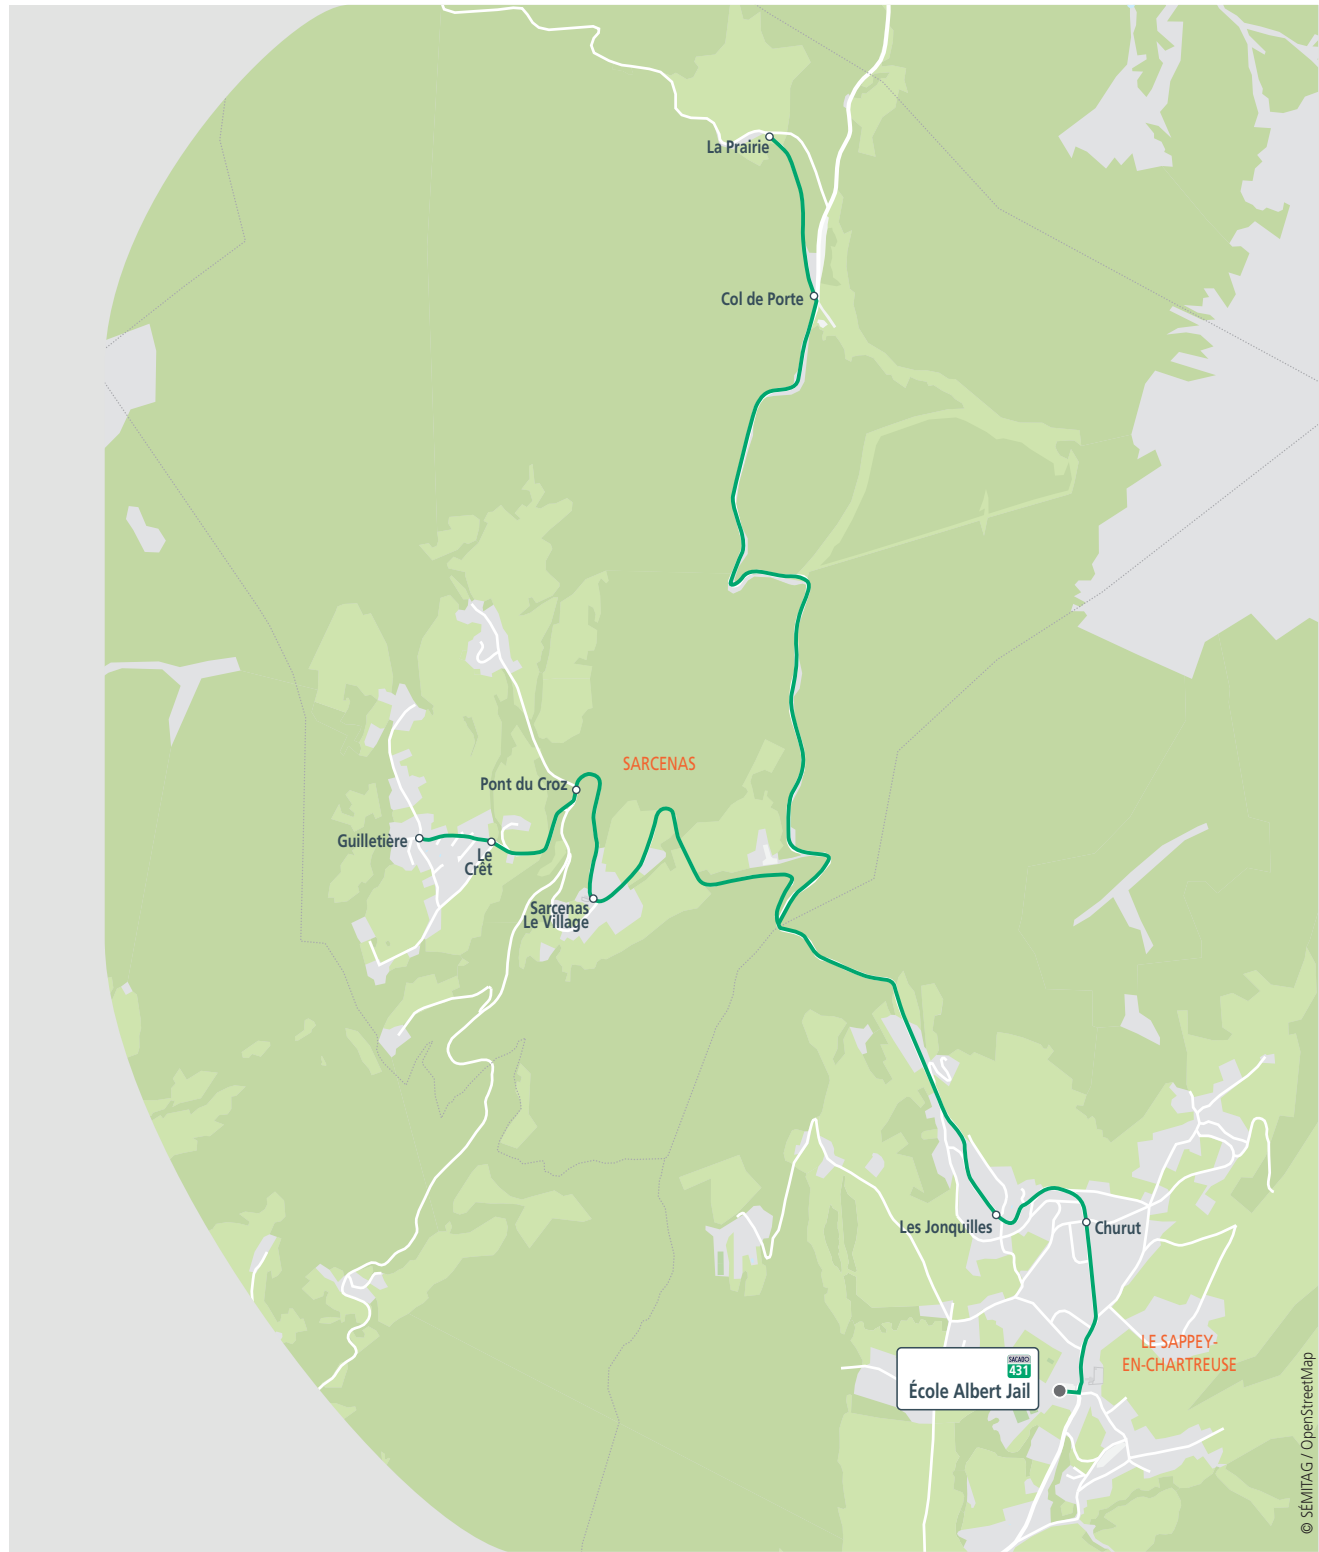 La Prairie
Col de Porte
SARCENAS
Pont du Croz
Guilletière
Le
Crêt
Sarcenas
Le Village
Les Jonquilles
Churut
LE SAPPEY-
EN-CHARTREUSE
SACADO
431
École Albert Jail
© SÉMITAG / OpenStreetMap